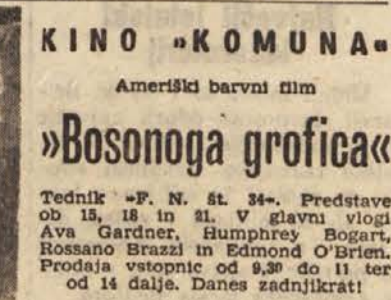 KINO »KOMUNA«
Ameriški barvni film
»Bosonoga grofica«
Tednik »F. N. št. 34«. Predstave
ob 15, 18 in 21. V glavni vlogi
Ava Gardner, Humphrey Bogart,
Rossano Brazzi in Edmond O'Brien.
Prodaja vstopnic od 9,30 do 11 ter
od 14 dalje. Danes zadnjikrat!